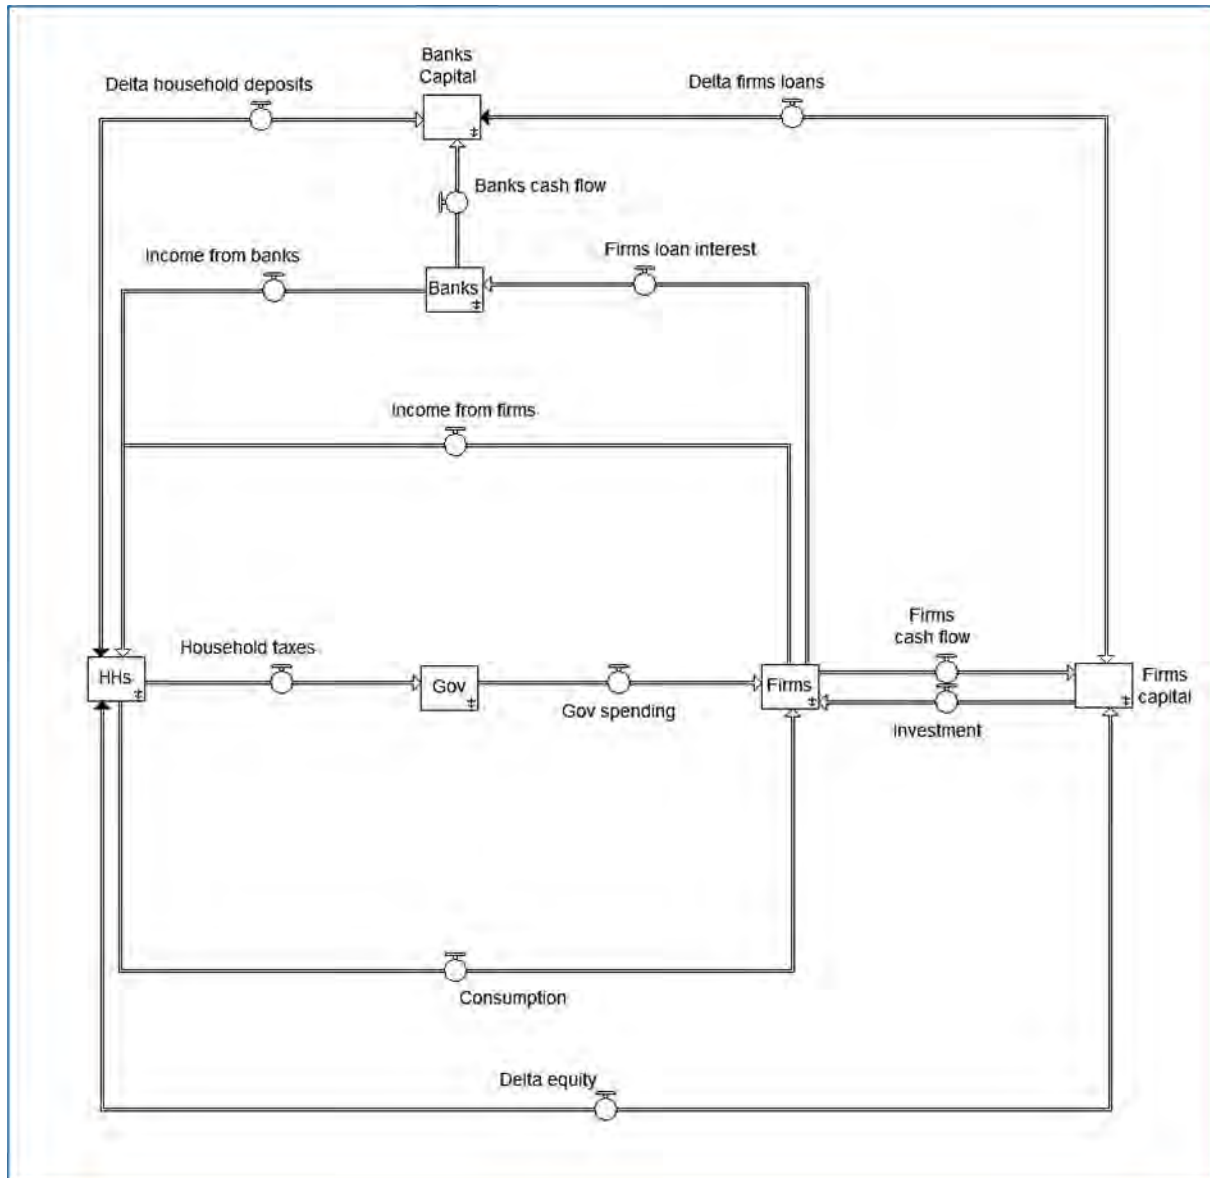 Banks
Capital
Delta household deposits
Delta firms loans
Banks cash flow
Income from banks
Firms loan interest
Banks
Income from firms
Firms
cash flow
Household taxes
HHs
Gov
Firms
Firms
capital
Gov spending
Investment
Consumption
Delta equity